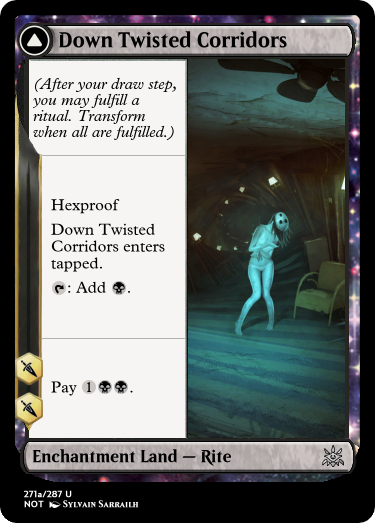 Down Twisted Corridors
(After your draw step,
you may fulfill a
ritual. Transform
when all are fulfilled.)
Hexproof
Down Twisted
Corridors enters
tapped.
: Add .
Pay 1.
Enchantment Land — Rite
271a/287 U
NOT Sylvain Sarrailh